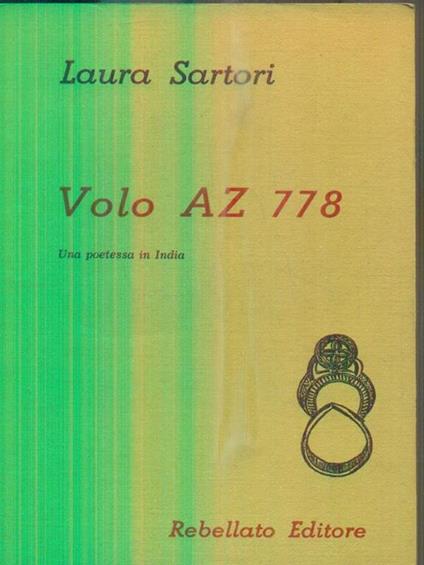 Laura Sartori
Volo AZ 778
Una poetessa in India
Rebellato Editore